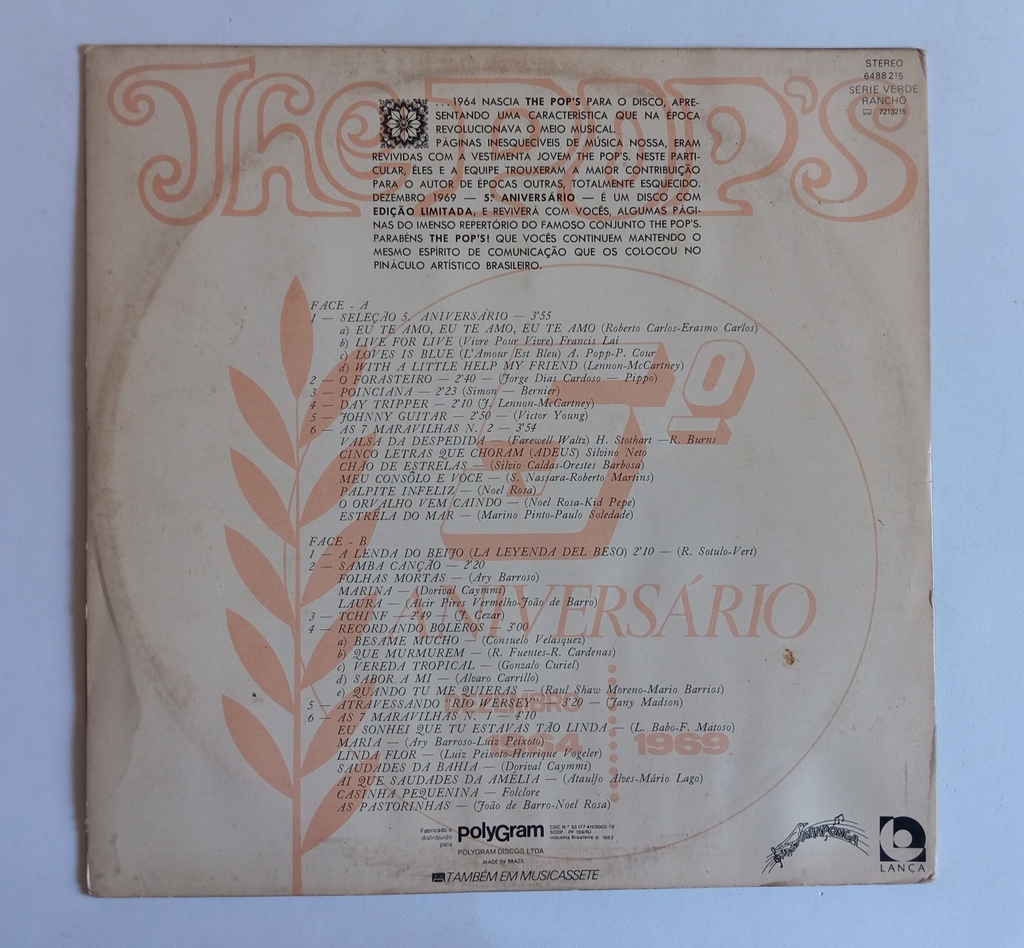 The POP'S
STEREO
6488 215
SÉRIE VERDE
RANCHO
7213215
...1964 NASCIA THE POP'S PARA O DISCO, APRE-
SENTANDO UMA CARACTERÍSTICA QUE NA ÉPOCA
REVOLUCIONAVA O MEIO MUSICAL.
PÁGINAS INESQUECÍVEIS DE MÚSICA NOSSA, ERAM
REVIVIDAS COM A VESTIMENTA JOVEM THE POP'S. NESTE PARTI-
CULAR, ÊLES E A EQUIPE TROUXERAM A MAIOR CONTRIBUIÇÃO
PARA O AUTOR DE ÉPOCAS OUTRAS, TOTALMENTE ESQUECIDO.
DEZEMBRO 1969 — 5.º ANIVERSÁRIO — É UM DISCO COM
EDIÇÃO LIMITADA, E REVIVERÁ COM VOCÊS, ALGUMAS PÁGI-
NAS DO IMENSO REPERTÓRIO DO FAMOSO CONJUNTO THE POP'S.
PARABÉNS THE POP'S! QUE VOCÊS CONTINUEM MANTENDO O
MESMO ESPÍRITO DE COMUNICAÇÃO QUE OS COLOCOU NO
PINÁCULO ARTÍSTICO BRASILEIRO.
FACE - A
1 — SELEÇÃO 5. ANIVERSÁRIO — 3'55
a) EU TE AMO, EU TE AMO, EU TE AMO (Roberto Carlos-Erasmo Carlos)
b) LIVE FOR LIVE (Vivre Pour Vivre) Francis Lai
c) LOVES IS BLUE (L'Amour Est Bleu) A. Popp-P. Cour
d) WITH A LITTLE HELP MY FRIEND (Lennon-McCartney)
2 — O FORASTEIRO — 2'40 — (Jorge Dias Cardoso — Pippo)
3 — POINCIANA — 2'23 (Simon — Bernier)
4 — DAY TRIPPER — 2'10 (J. Lennon-McCartney)
5 — JOHNNY GUITAR — 2'50 — (Victor Young)
6 — AS 7 MARAVILHAS N. 2 — 3'54
VALSA DA DESPEDIDA — (Farewell Waltz) H. Stothart —R. Burns
CINCO LETRAS QUE CHORAM (ADEUS) Silvino Neto
CHÃO DE ESTRELAS — (Silvio Caldas-Orestes Barbosa)
MEU CONSÔLO E VOCE — (S. Nassara-Roberto Martins)
PALPITE INFELIZ — (Noel Rosa)
O ORVALHO VEM CAINDO — (Noel Rosa-Kid Pepe)
ESTRÊLA DO MAR — (Marino Pinto-Paulo Soledade)
5º
FACE - B
1 — A LENDA DO BEIJO (LA LEYENDA DEL BESO) 2'10 — (R. Sotulo-Vert)
2 — SAMBA CANÇÃO — 2'20
FOLHAS MORTAS — (Ary Barroso)
MARINA — (Dorival Caymmi)
LAURA — (Alcir Pires Vermelho-João de Barro)
ANIVERSÁRIO
3 — TCHINF — 2'49 — (J. Cezar)
4 — RECORDANDO BOLEROS — 3'00
a) BESAME MUCHO — (Consuelo Velasquez)
b) QUE MURMUREM — (R. Fuentes-R. Cardenas)
c) VEREDA TROPICAL — (Gonzalo Curiel)
d) SABOR A MI — (Alvaro Carrillo)
e) QUANDO TU ME QUIERAS — (Raul Shaw Moreno-Mario Barrios)
5 — ATRAVESSANDO "RIO WERSEY" — 3'20 — (Jany Madson)
DEZEMBRO
6 — AS 7 MARAVILHAS N. 1 — 4'10
EU SONHEI QUE TU ESTAVAS TÃO LINDA — (L. Babo-F. Matoso)
MARIA — (Ary Barroso-Luiz Peixoto)
1964 1969
LINDA FLOR — (Luiz Peixoto-Henrique Vogeler)
SAUDADES DA BAHIA — (Dorival Caymmi)
AI QUE SAUDADES DA AMÉLIA — (Ataulfo Alves-Mário Lago)
CASINHA PEQUENINA — Folclore
AS PASTORINHAS — (João de Barro-Noel Rosa)
Fabricado e
distribuído
pela
polyGram
CGC N.º 33 177 411/0003-78
SCDP - PF 159/RJ
Indústria Brasileira ℗ 1983
POLYGRAM DISCOS LTDA
MADE IN BRAZIL
TAMBÉM EM MUSICASSETE
ARAPONGA
LANÇA